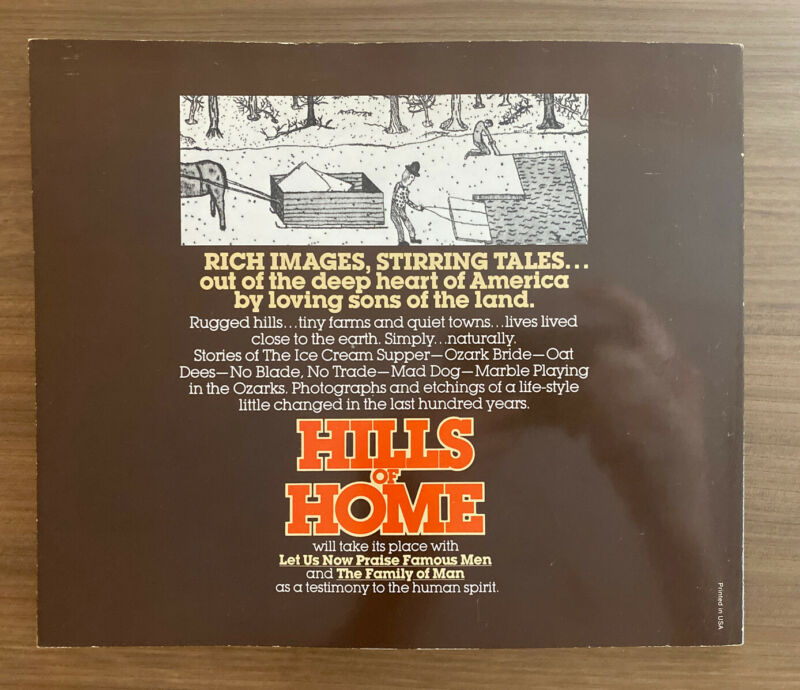 RICH IMAGES, STIRRING TALES...
out of the deep heart of America
by loving sons of the land.
Rugged hills...tiny farms and quiet towns...lives lived
close to the earth. Simply...naturally.
Stories of The Ice Cream Supper—Ozark Bride—Oat
Dees—No Blade, No Trade—Mad Dog—Marble Playing
in the Ozarks. Photographs and etchings of a life-style
little changed in the last hundred years.
HILLS
OF
HOME
will take its place with
Let Us Now Praise Famous Men
and The Family of Man
as a testimony to the human spirit.
Printed in USA